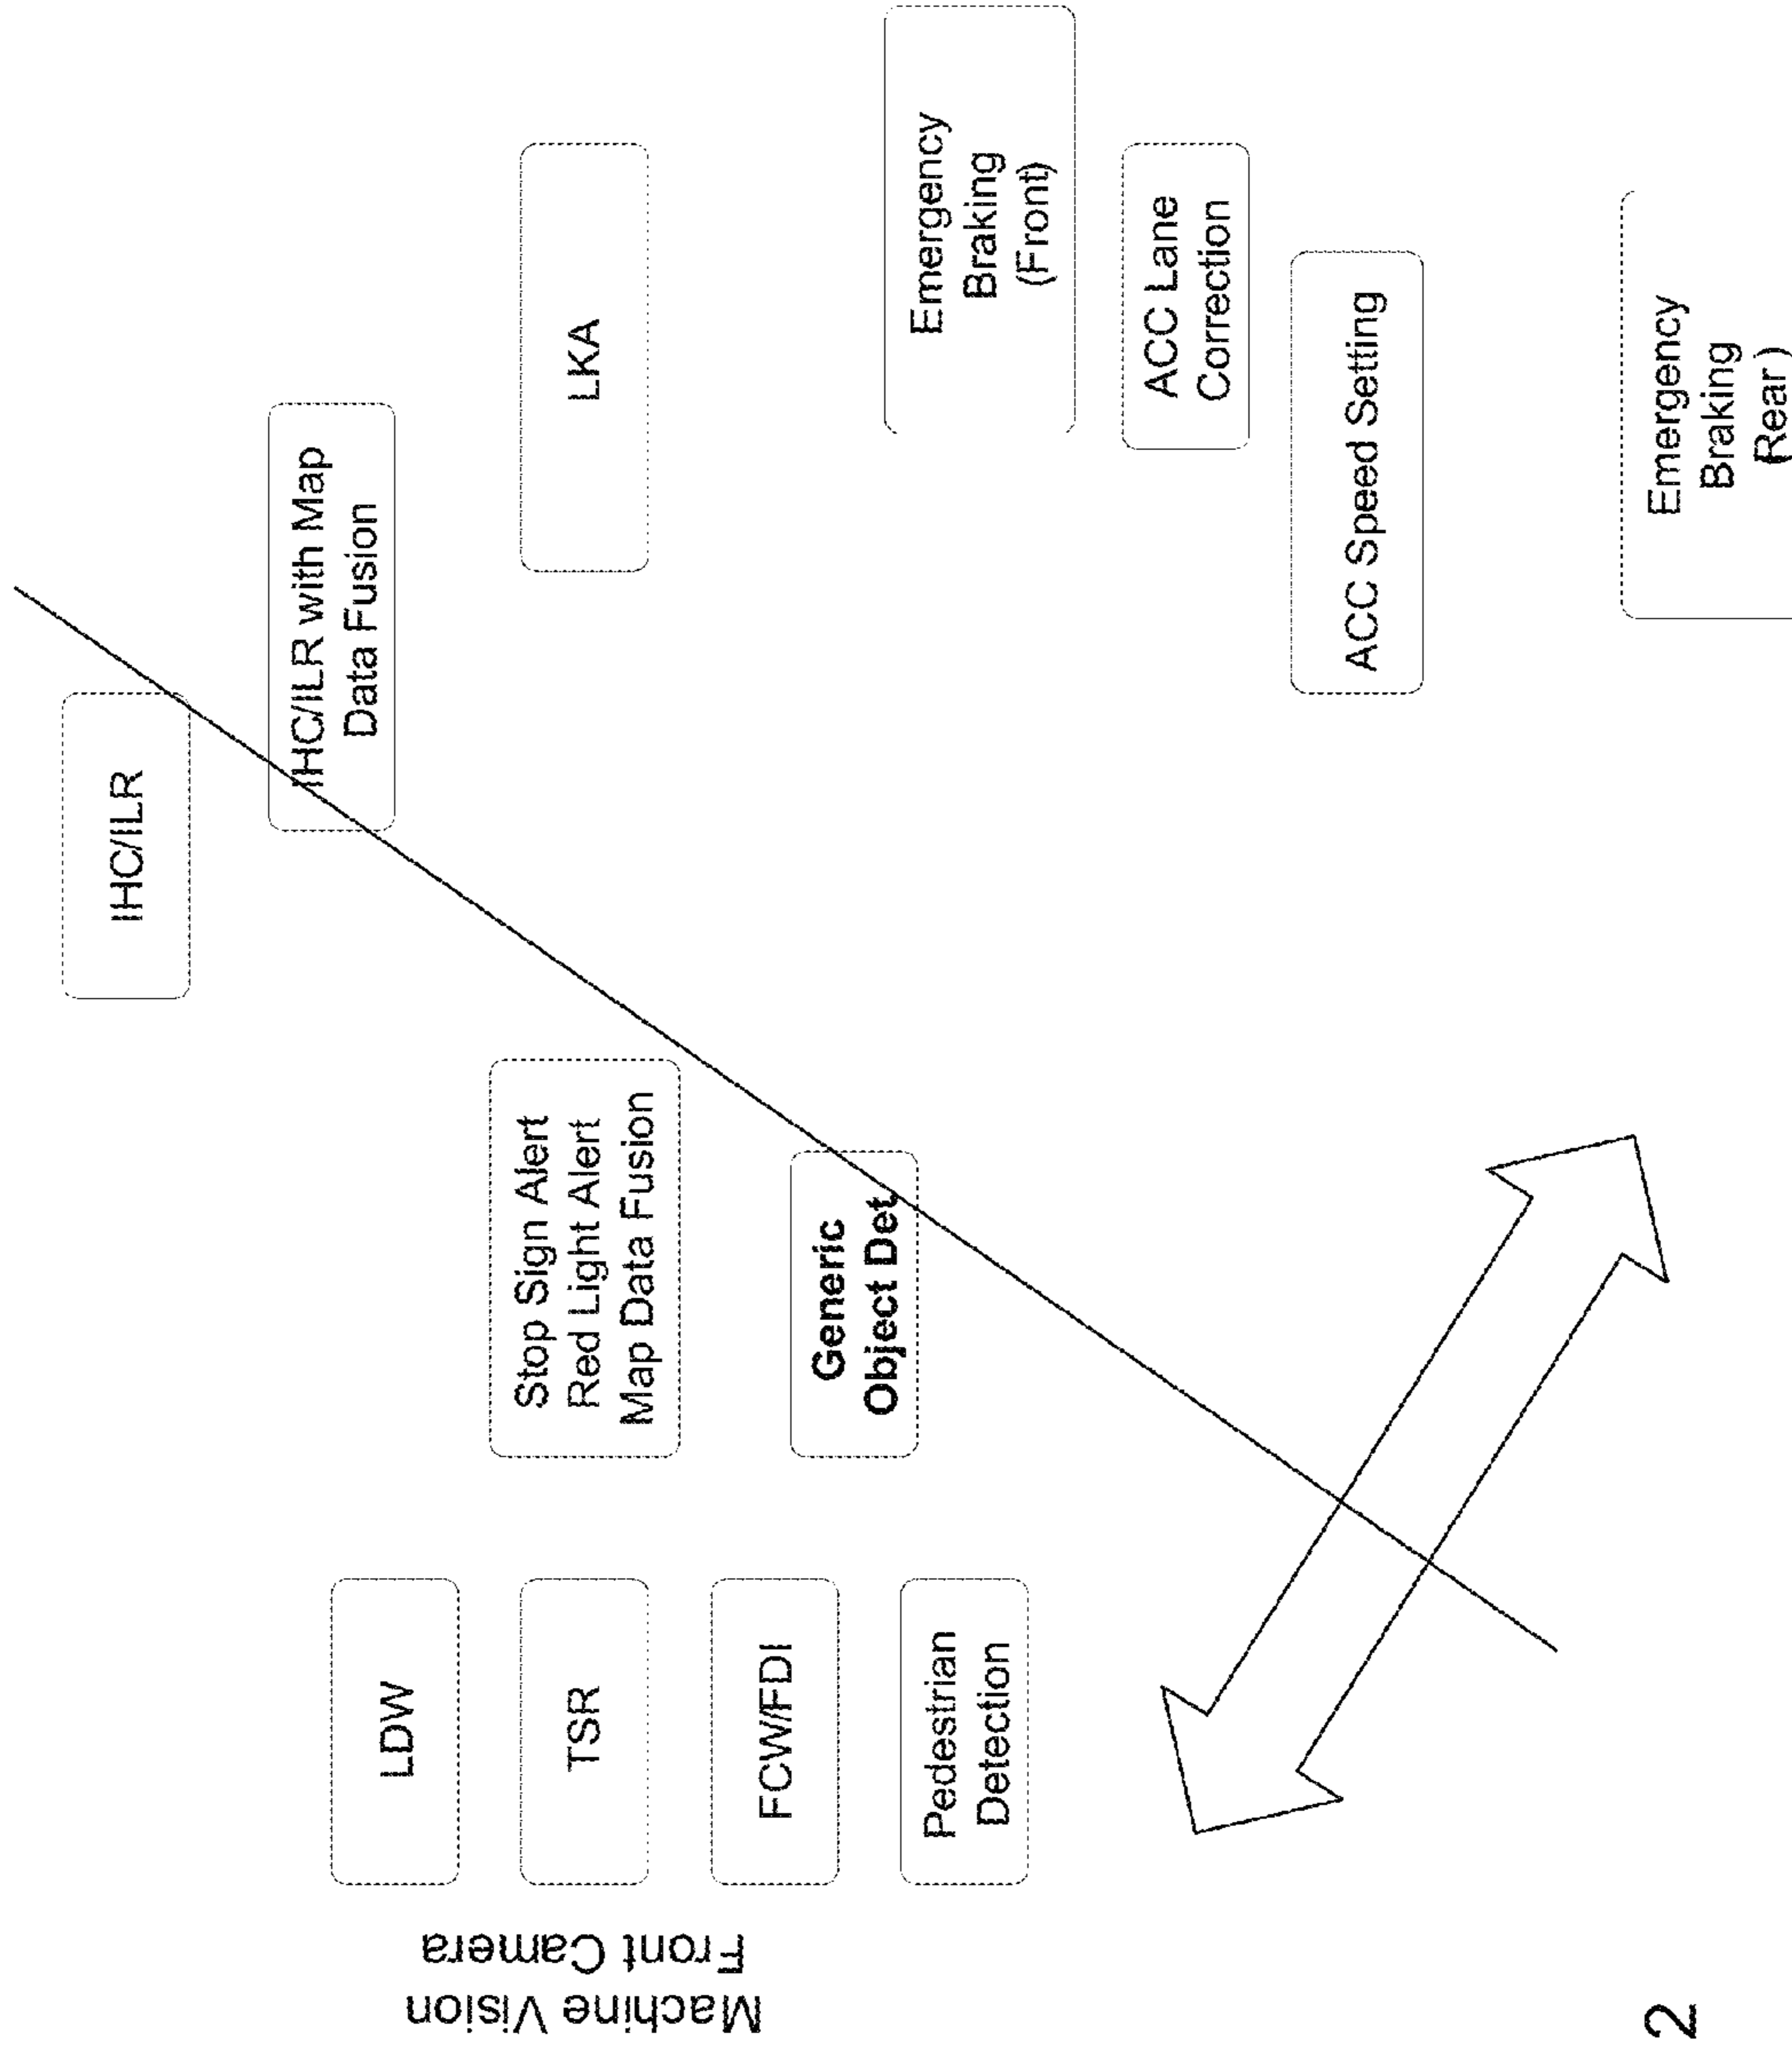 IHC/ILR
IHC/ILR with Map
Data Fusion
LDW
Stop Sign Alert
Red Light Alert
Map Data Fusion
LKA
TSR
Machine Vision
Front Camera
FCW/FDI
Generic
Object Det.
Emergency
Braking
(Front)
Pedestrian
Detection
ACC Lane
Correction
ACC Speed Setting
Emergency
Braking
(Rear)
2